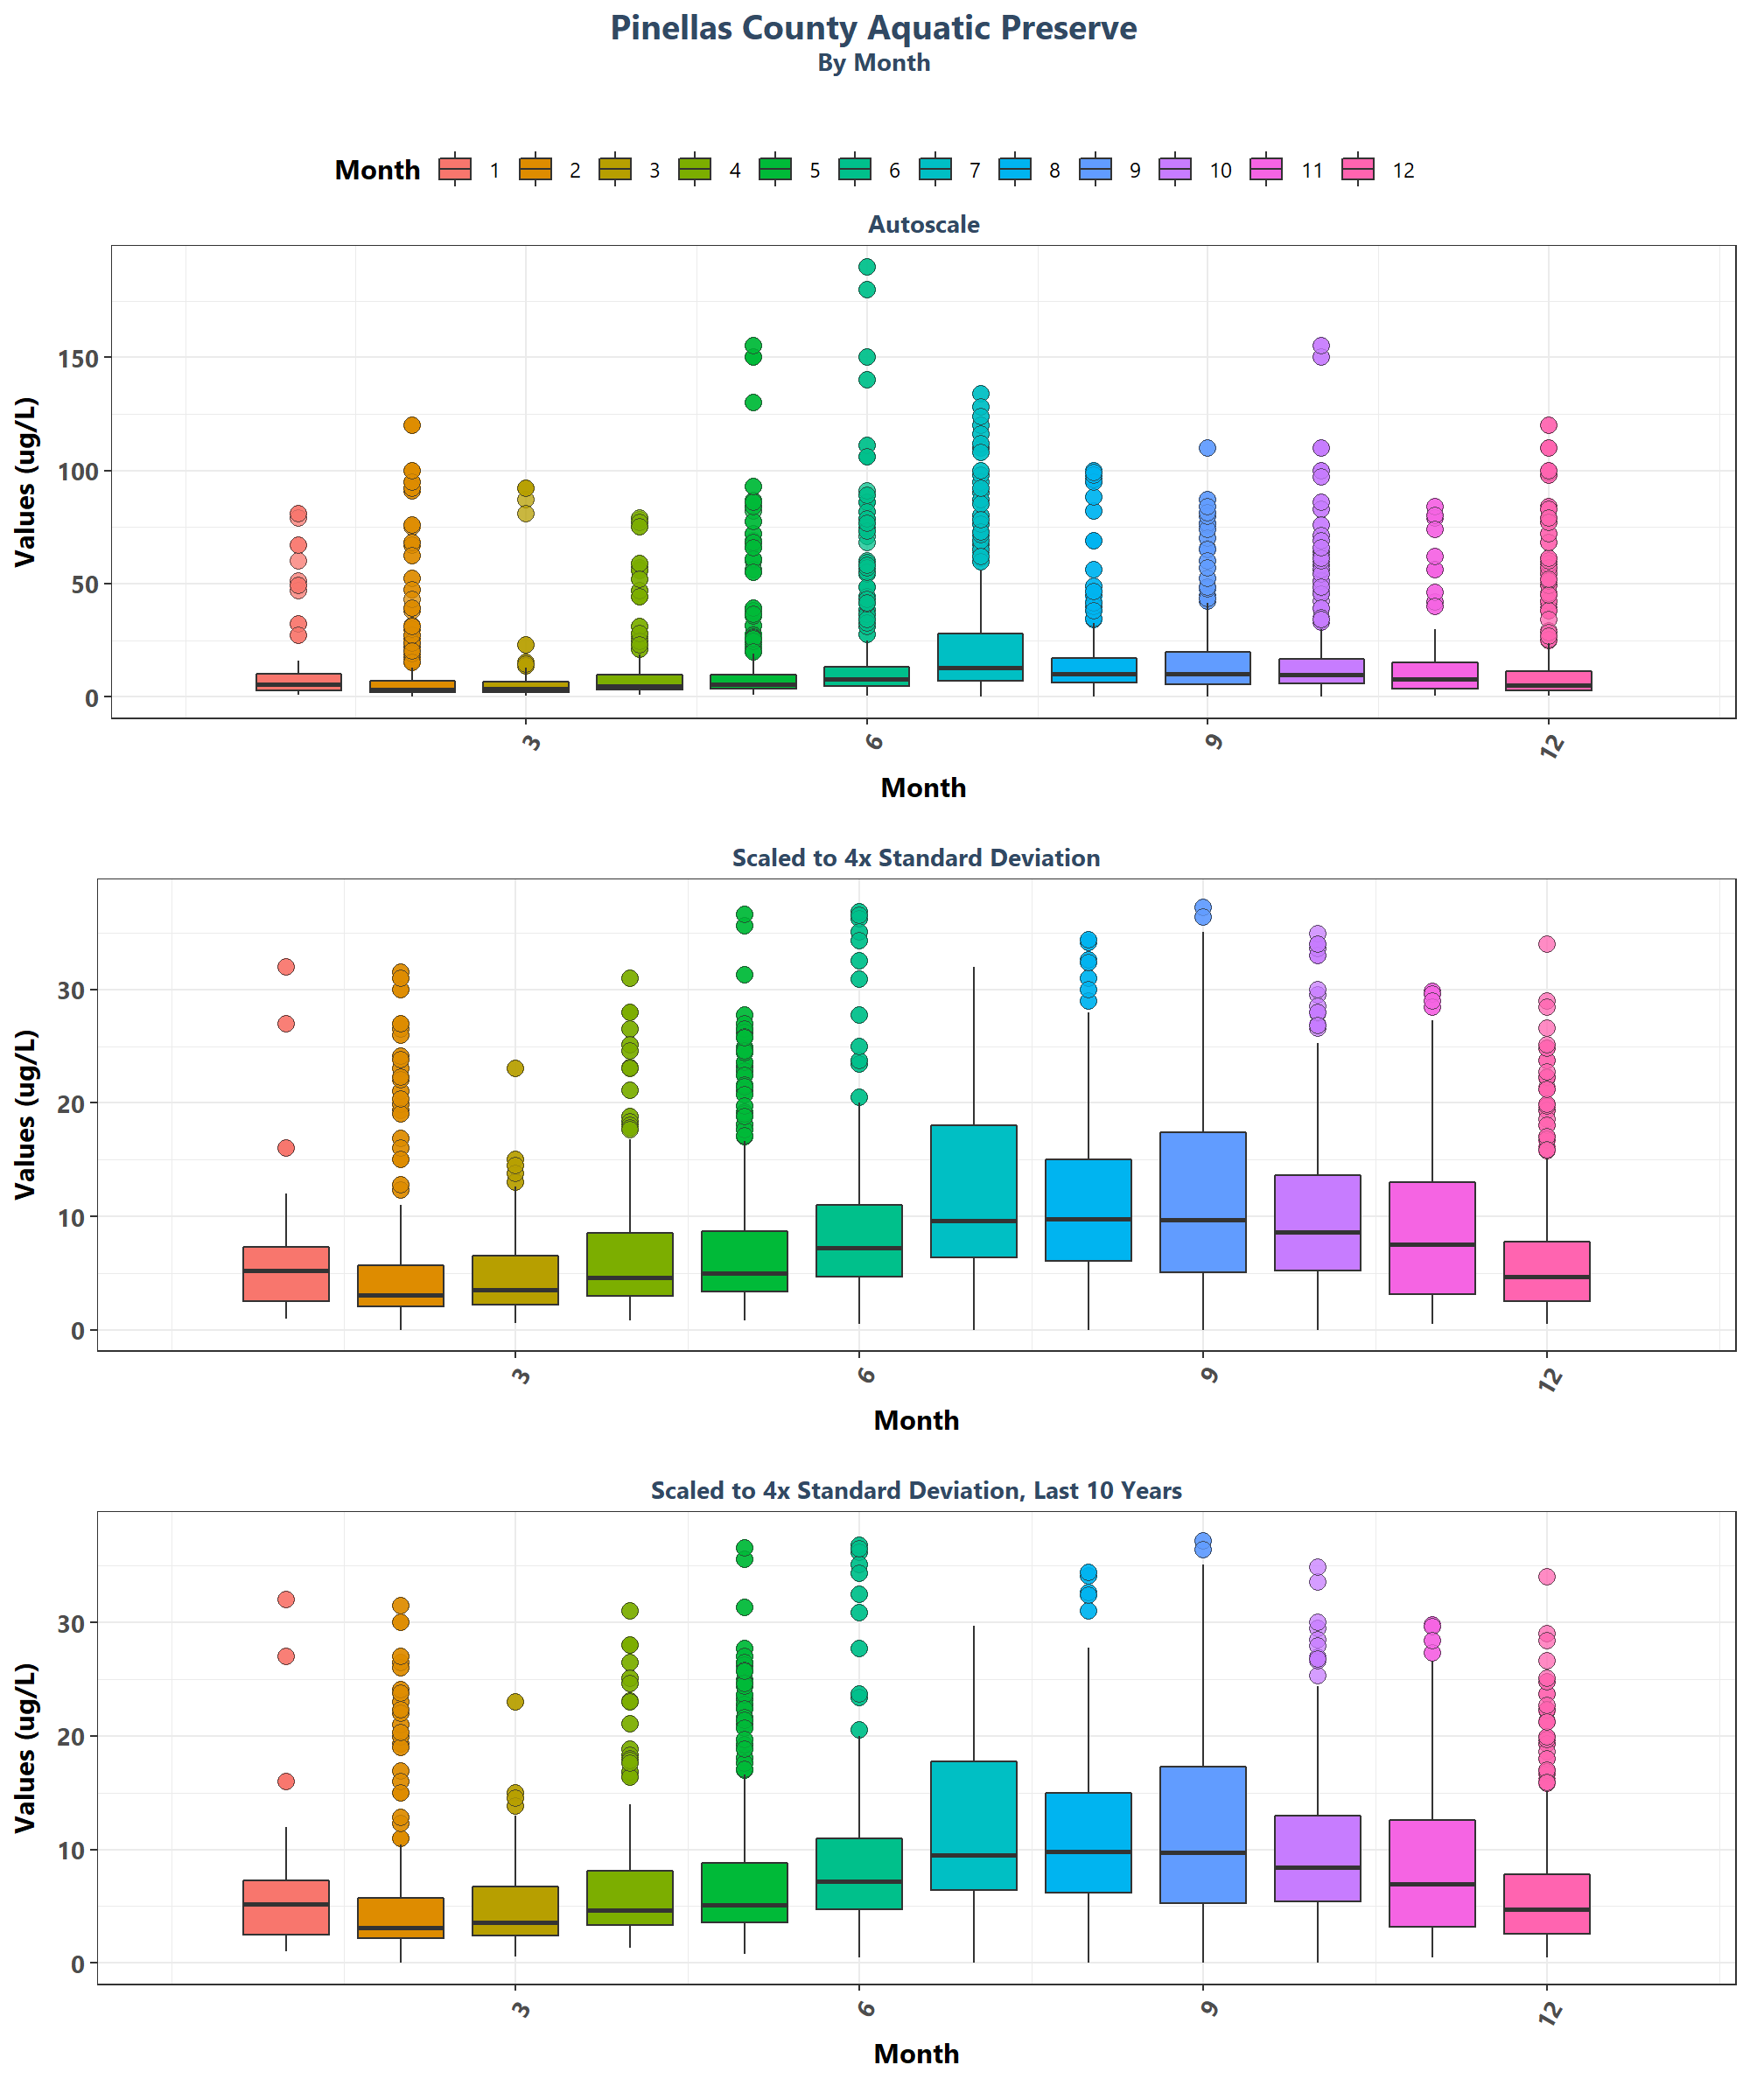 Pinellas County Aquatic Preserve
By Month
Month 1 2 3 4 5 6 7 8 9 10 11 12
Autoscale
Values (ug/L)
150
100
50
0
3 6 9 12
Month
Scaled to 4x Standard Deviation
Values (ug/L)
30
20
10
0
3 6 9 12
Month
Scaled to 4x Standard Deviation, Last 10 Years
Values (ug/L)
30
20
10
0
3 6 9 12
Month